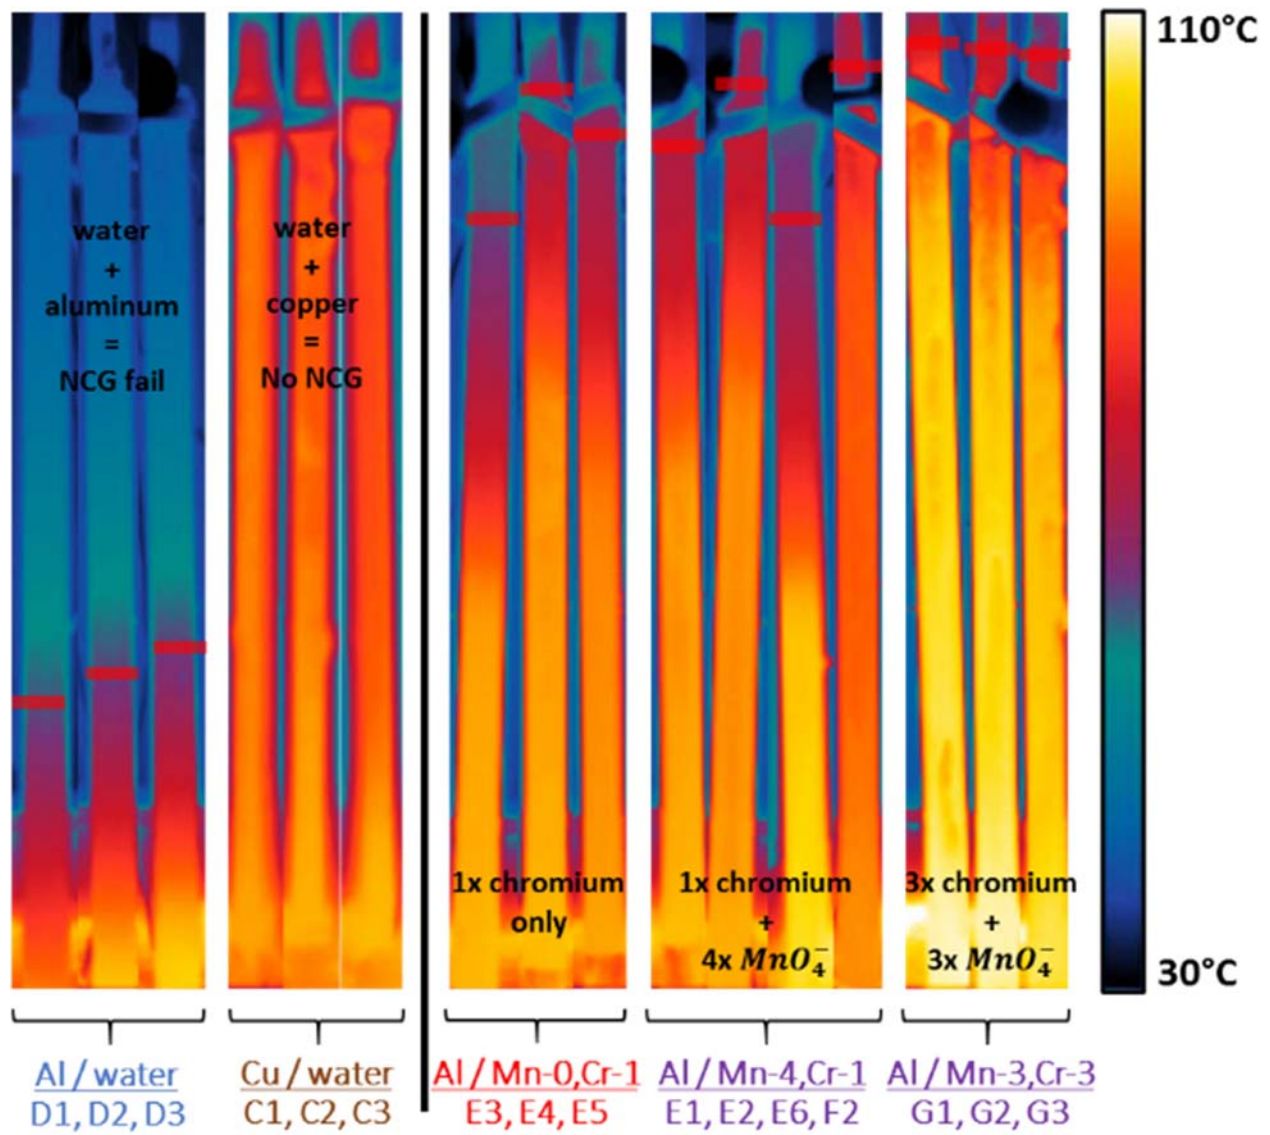 110°C
water
+
aluminum
=
NCG fail
water
+
copper
=
No NCG
1x chromium
only
1x chromium
+
4x MnO₄⁻
3x chromium
+
3x MnO₄⁻
30°C
Al / water
D1, D2, D3
Cu / water
C1, C2, C3
Al / Mn-0,Cr-1
E3, E4, E5
Al / Mn-4,Cr-1
E1, E2, E6, F2
Al / Mn-3,Cr-3
G1, G2, G3